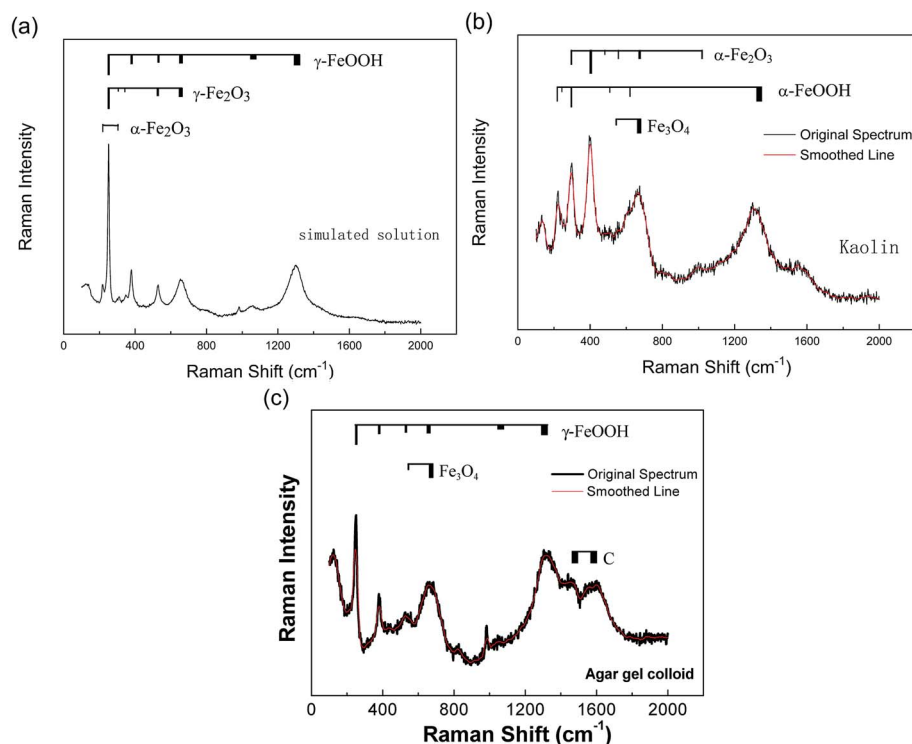 (a)
γ-FeOOH
γ-Fe₂O₃
α-Fe₂O₃
simulated solution
Raman Intensity
0 400 800 1200 1600 2000
Raman Shift (cm⁻¹)
(b)
α-Fe₂O₃
α-FeOOH
Fe₃O₄
Original Spectrum
Smoothed Line
Kaolin
Raman Intensity
0 400 800 1200 1600 2000
Raman Shift (cm⁻¹)
(c)
γ-FeOOH
Fe₃O₄
Original Spectrum
Smoothed Line
C
Agar gel colloid
Raman Intensity
0 400 800 1200 1600 2000
Raman Shift (cm⁻¹)